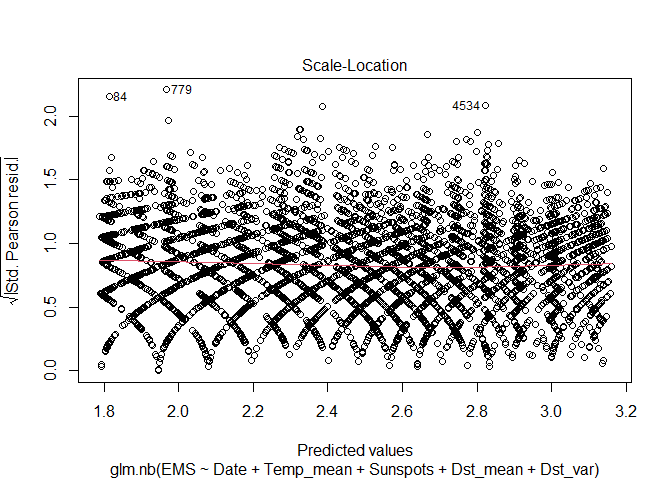 Scale-Location
√|Std. Pearson resid.|
2.0
1.5
1.0
0.5
0.0
84
779
4534
1.8 2.0 2.2 2.4 2.6 2.8 3.0 3.2
Predicted values
glm.nb(EMS ~ Date + Temp_mean + Sunspots + Dst_mean + Dst_var)